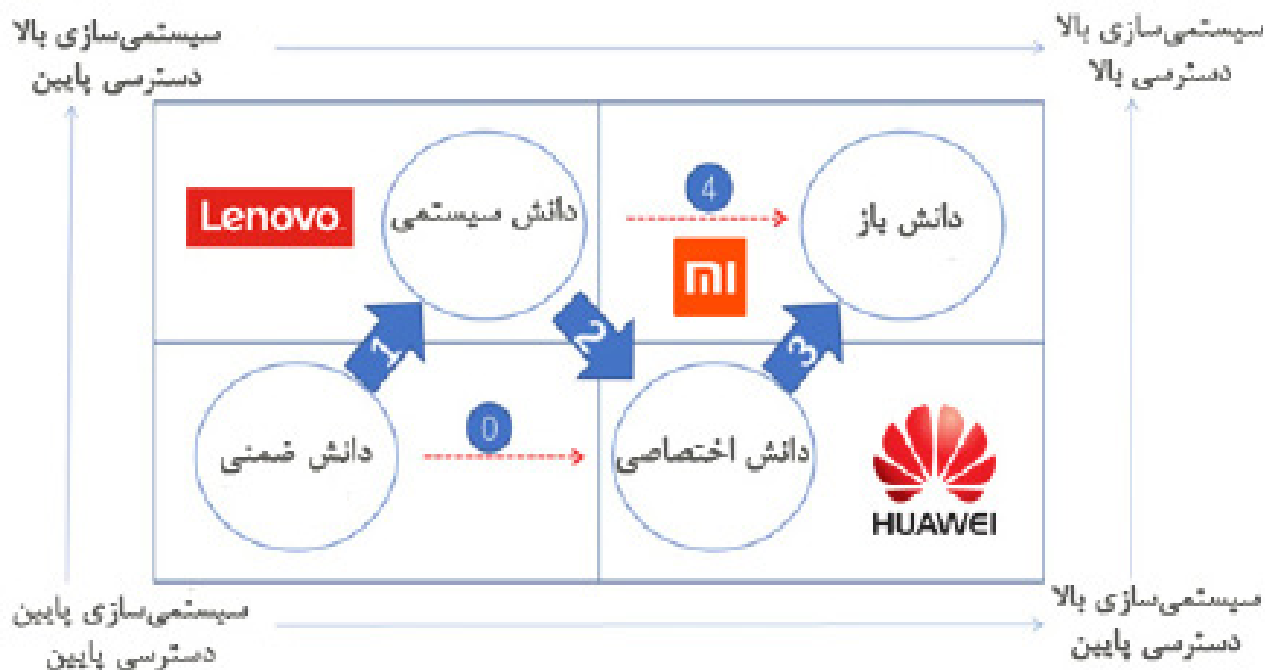 سیستمی‌سازی بالا
دسترسی پایین
سیستمی‌سازی بالا
دسترسی بالا
Lenovo
دانش سیستمی
4
mi
دانش باز
1
2
3
دانش ضمنی
0
دانش اختصاصی
HUAWEI
سیستمی‌سازی پایین
دسترسی پایین
سیستمی‌سازی بالا
دسترسی پایین